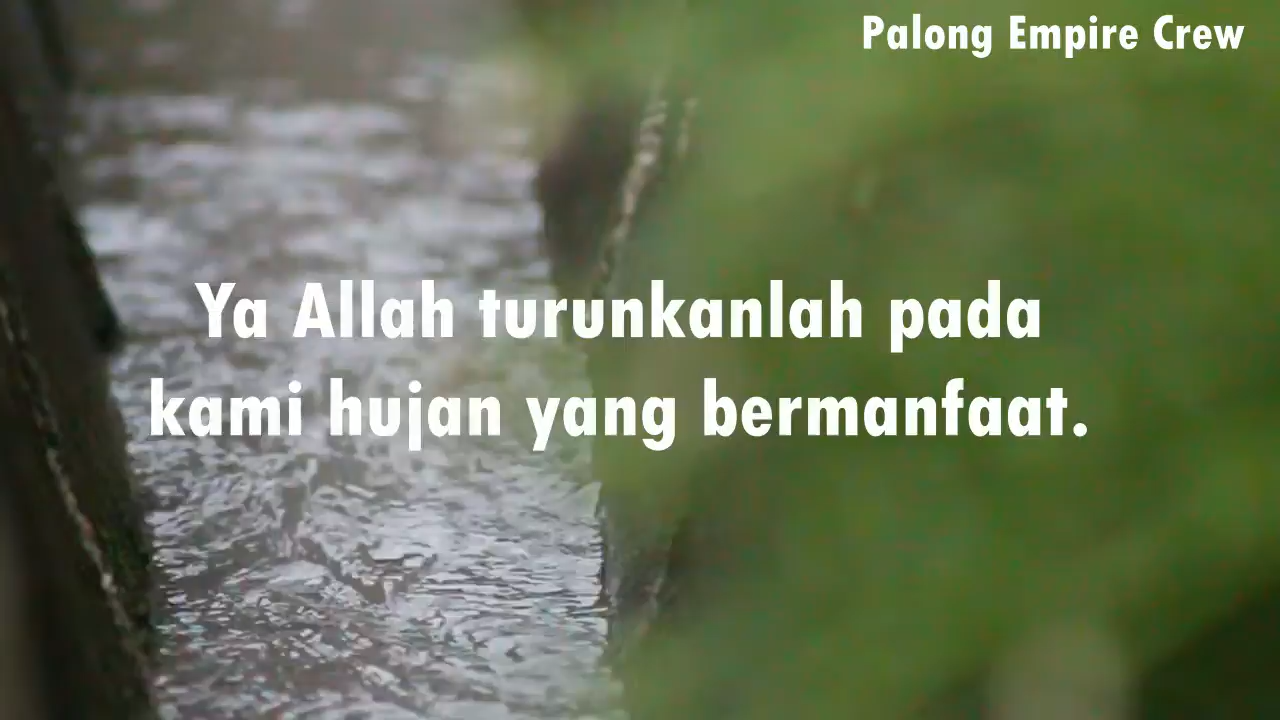 Palong Empire Crew
Ya Allah turunkanlah pada
kami hujan yang bermanfaat.